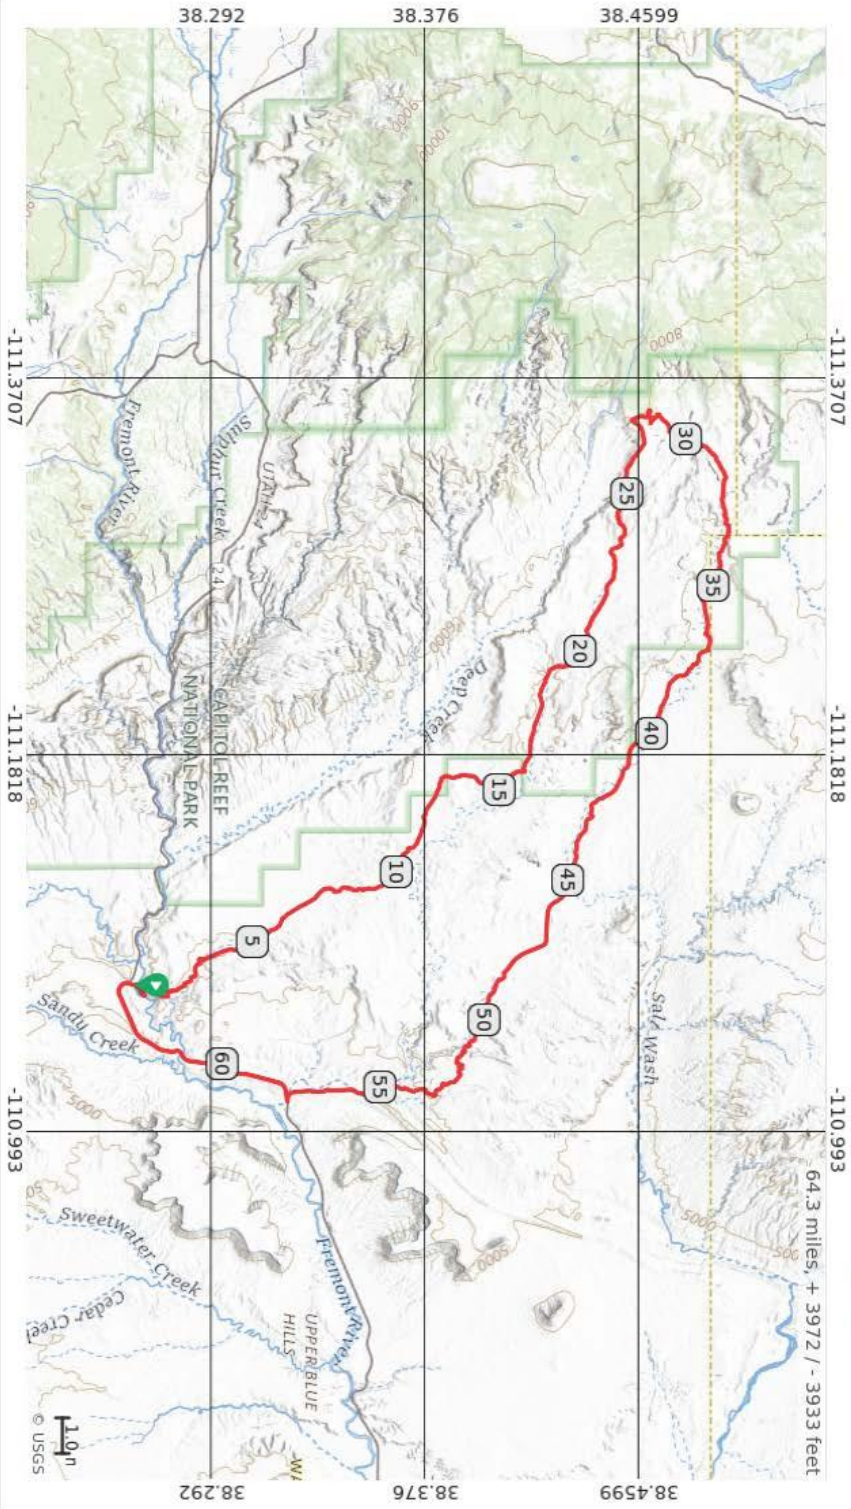 38.292
38.376
38.4599
9000
10000
8000
-111.3707
-111.3707
30
Fremont River
Sulphur Creek
UTAH 24
24
25
35
6000
20
Deep Creek
CAPITOL REEF
NATIONAL PARK
40
-111.1818
-111.1818
15
10
45
5
50
Salt Wash
Sandy Creek
60
55
5000
-110.993
-110.993
64.3 miles, + 3972 / - 3933 feet
5000
5000
Sweetwater Creek
Cedar Creek
Fremont River
UPPER BLUE
HILLS
© USGS
38.292
38.376
38.4599